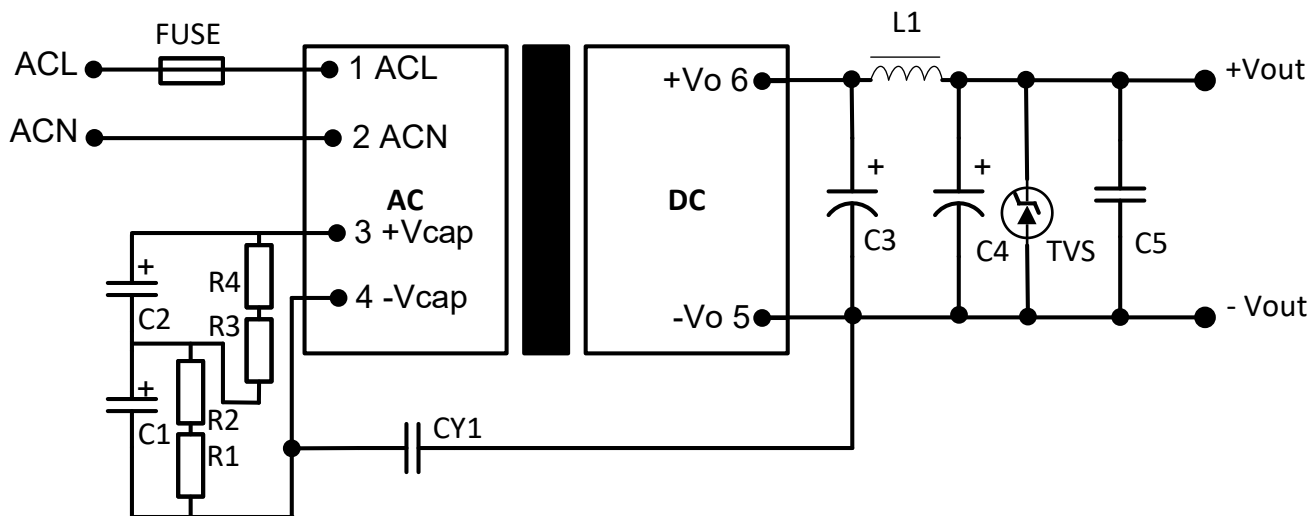 FUSE
L1
ACL
1 ACL
+Vo 6
+Vout
ACN
2 ACN
+
+
AC
DC
3 +Vcap
+
R4
C3
C4
TVS
C5
4 -Vcap
C2
R3
-Vo 5
- Vout
+
R2
C1
CY1
R1